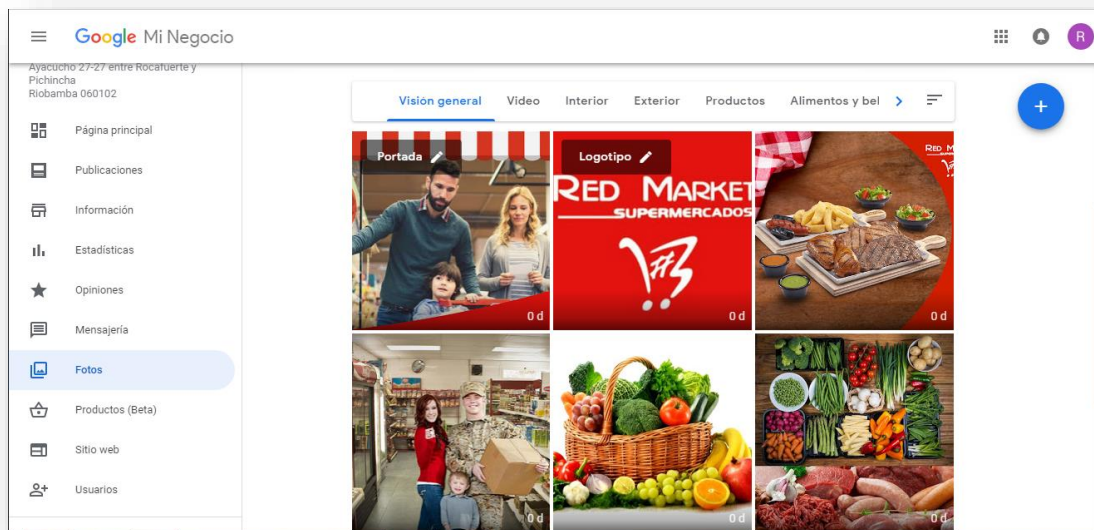 Google Mi Negocio
R
Ayacucho 27-27 entre Rocafuerte y
Pichincha
Riobamba 060102
Página principal
Publicaciones
Información
Estadísticas
Opiniones
Mensajería
Fotos
Productos (Beta)
Sitio web
Usuarios
Visión general Video Interior Exterior Productos Alimentos y bel
Portada
0 d
Logotipo
RED MARKET
SUPERMERCADOS
0 d
RED M
0 d
0 d
0 d
0 d